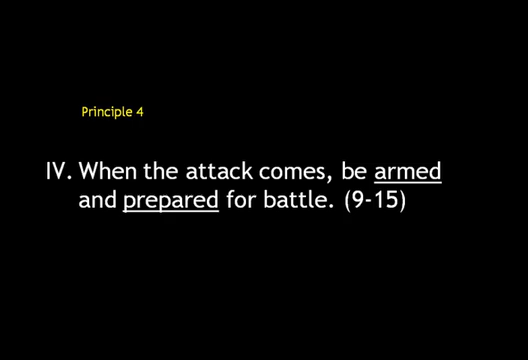 Principle 4
IV. When the attack comes, be armed
and prepared for battle. (9-15)